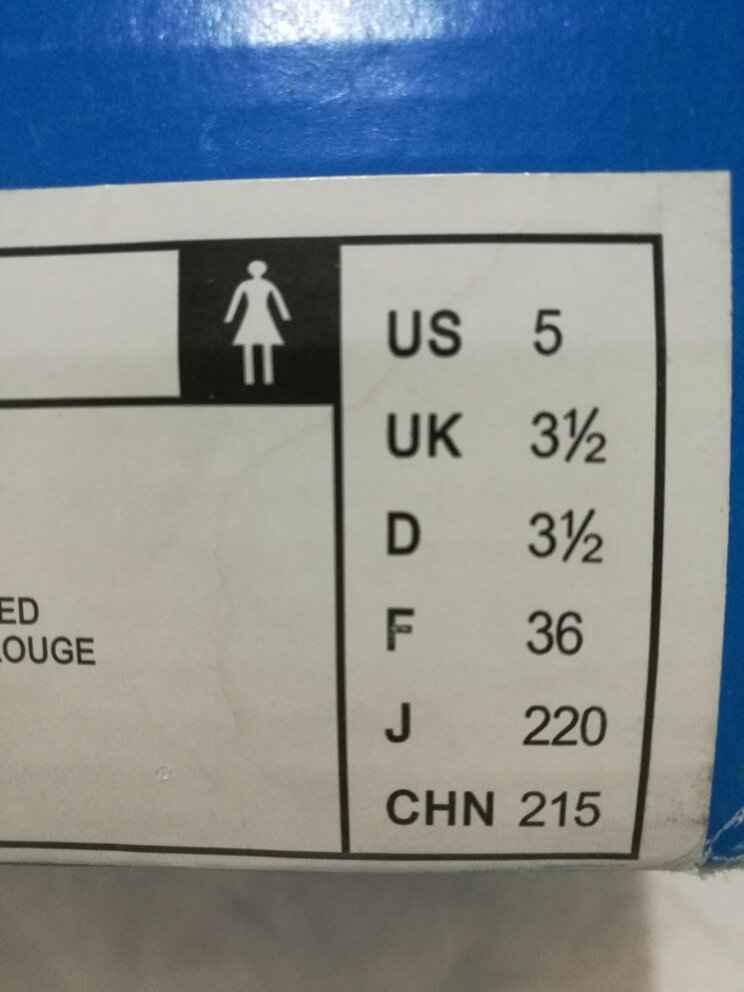 US 5
UK 3½
D 3½
F 36
J 220
CHN 215
ED
OUGE